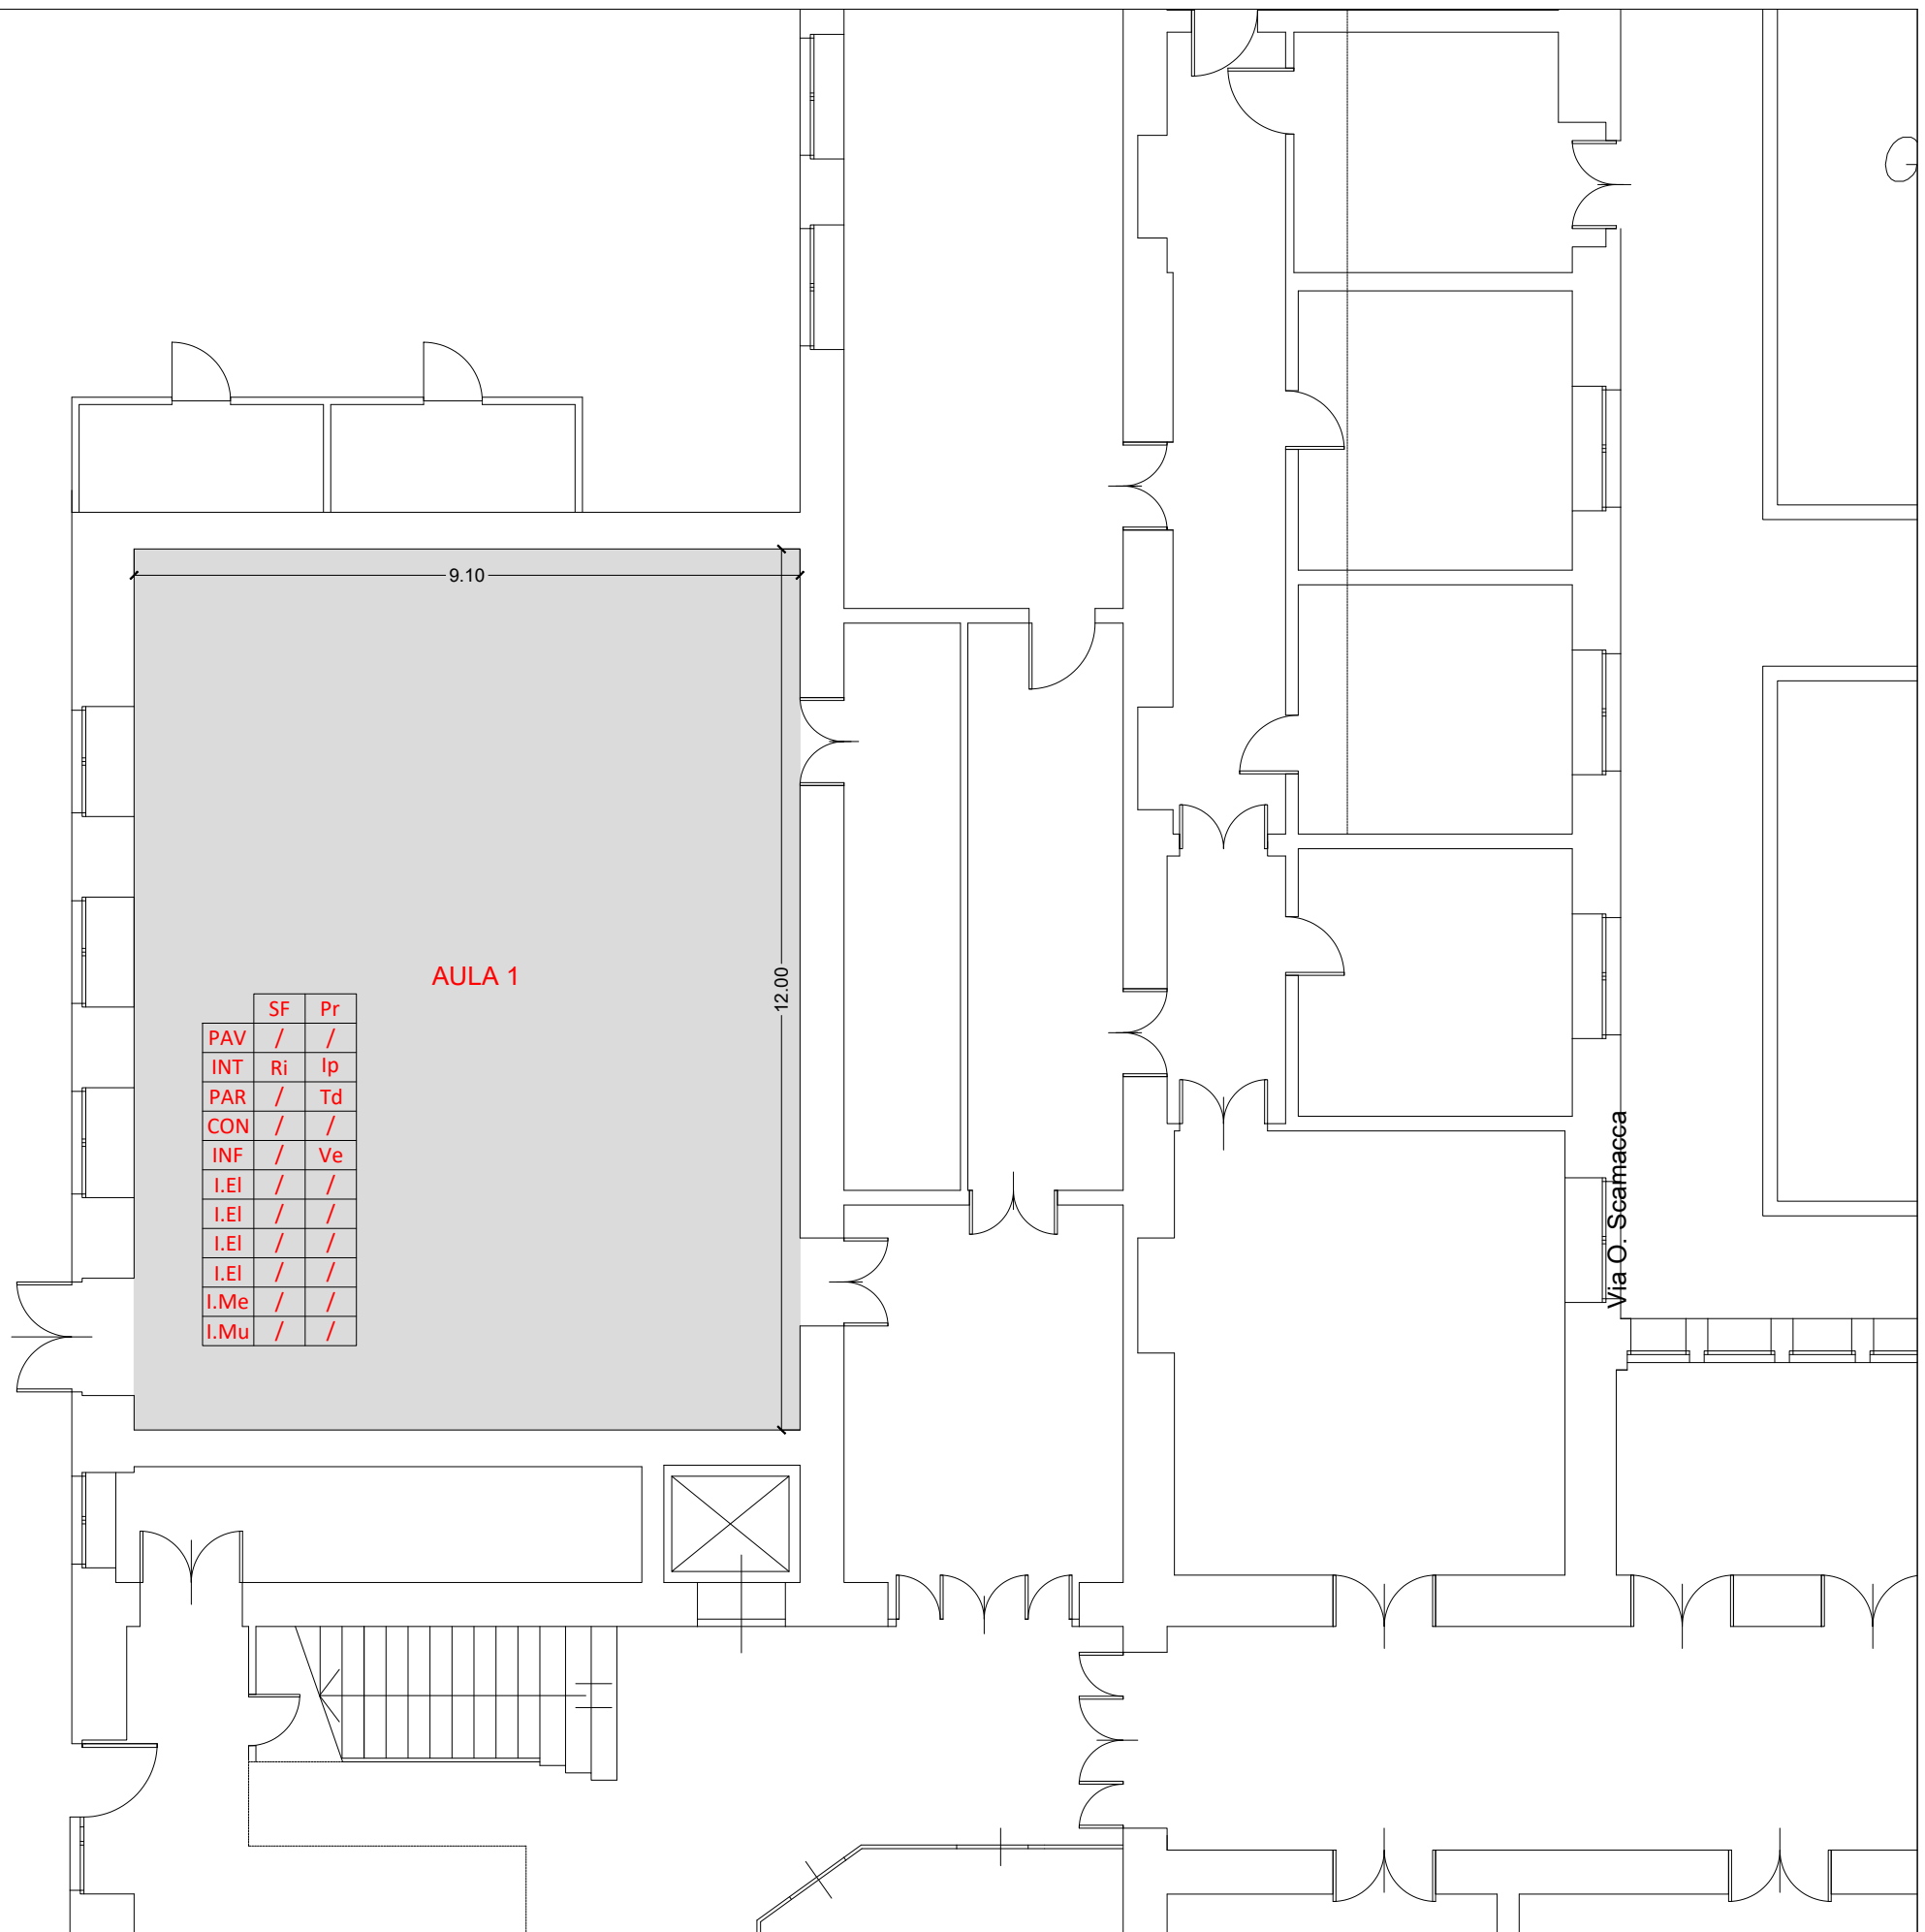 9.10
AULA 1
12.00
SF Pr
PAV / /
INT Ri Ip
PAR / Td
CON / /
INF / Ve
I.El / /
I.El / /
I.El / /
I.El / /
I.Me / /
I.Mu / /
Via O. Scamacca